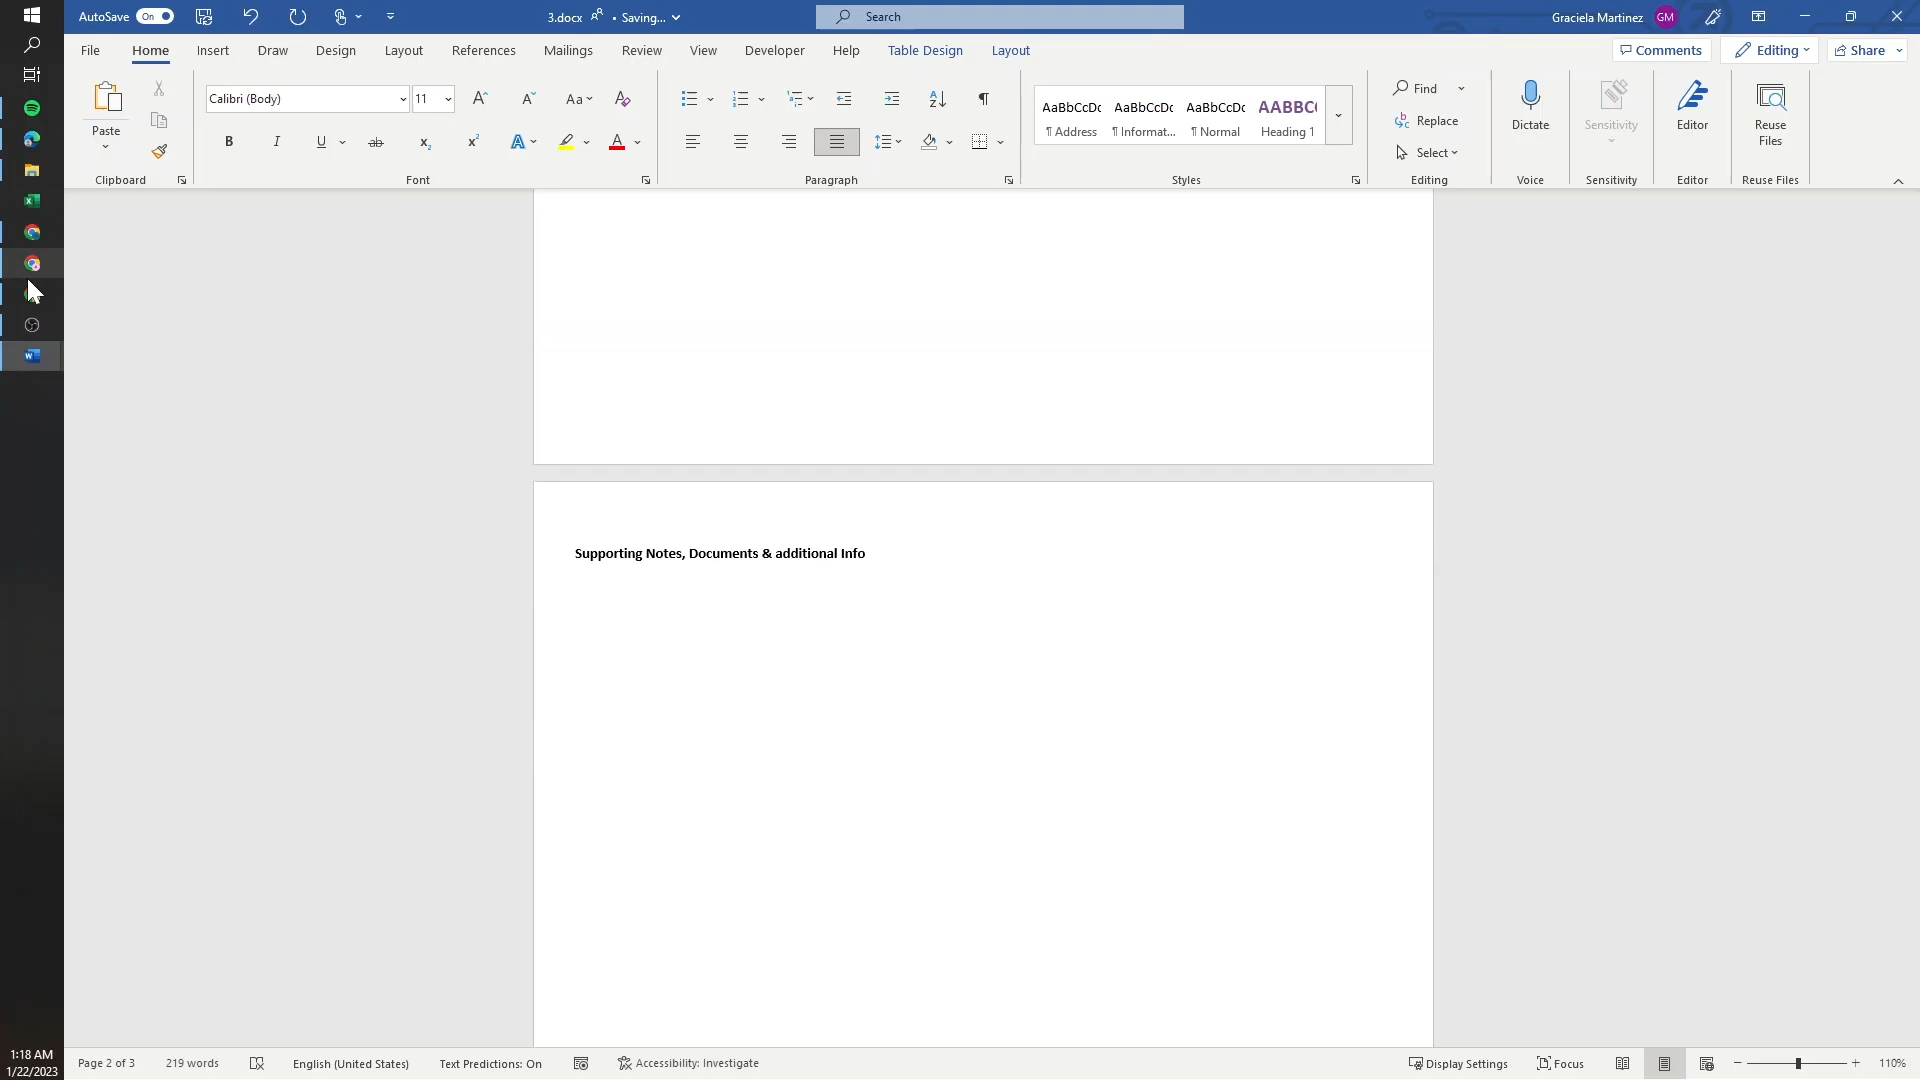 AutoSave On 3.docx • Saving... Search Graciela Martinez GM
File Home Insert Draw Design Layout References Mailings Review View Developer Help Table Design Layout Comments Editing Share
Calibri (Body) 11 Aa
AaBbCcDc AaBbCcDc AaBbCcDc AABBC
Find
Paste
Dictate Sensitivity Editor Reuse Files
¶ Address ¶ Informat... ¶ Normal Heading 1
Replace
B I U ab x₂ x² A A
Select
Clipboard Font Paragraph Styles Editing Voice Sensitivity Editor Reuse Files
Supporting Notes, Documents & additional Info
1:18 AM
1/22/2023
Page 2 of 3 219 words English (United States) Text Predictions: On Accessibility: Investigate Display Settings Focus 110%